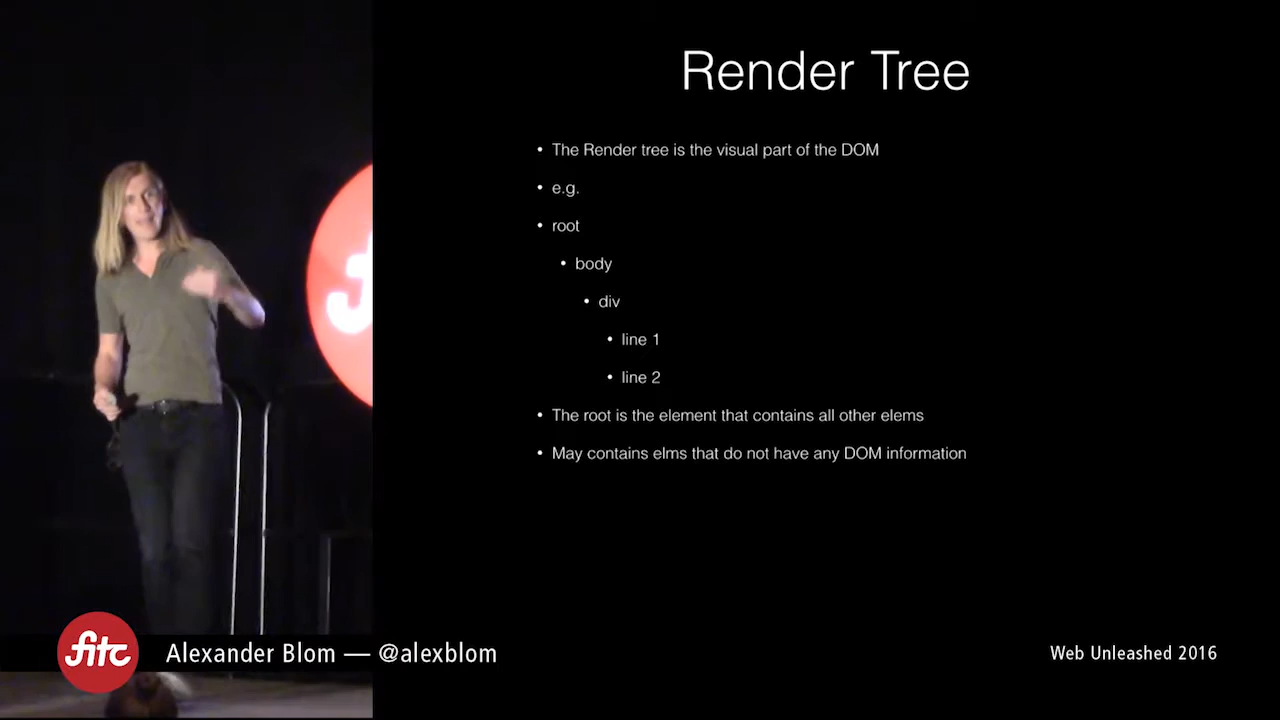 Render Tree
• The Render tree is the visual part of the DOM
• e.g.
• root
• body
• div
• line 1
• line 2
• The root is the element that contains all other elems
• May contains elms that do not have any DOM information
fitc
Alexander Blom — @alexblom
Web Unleashed 2016